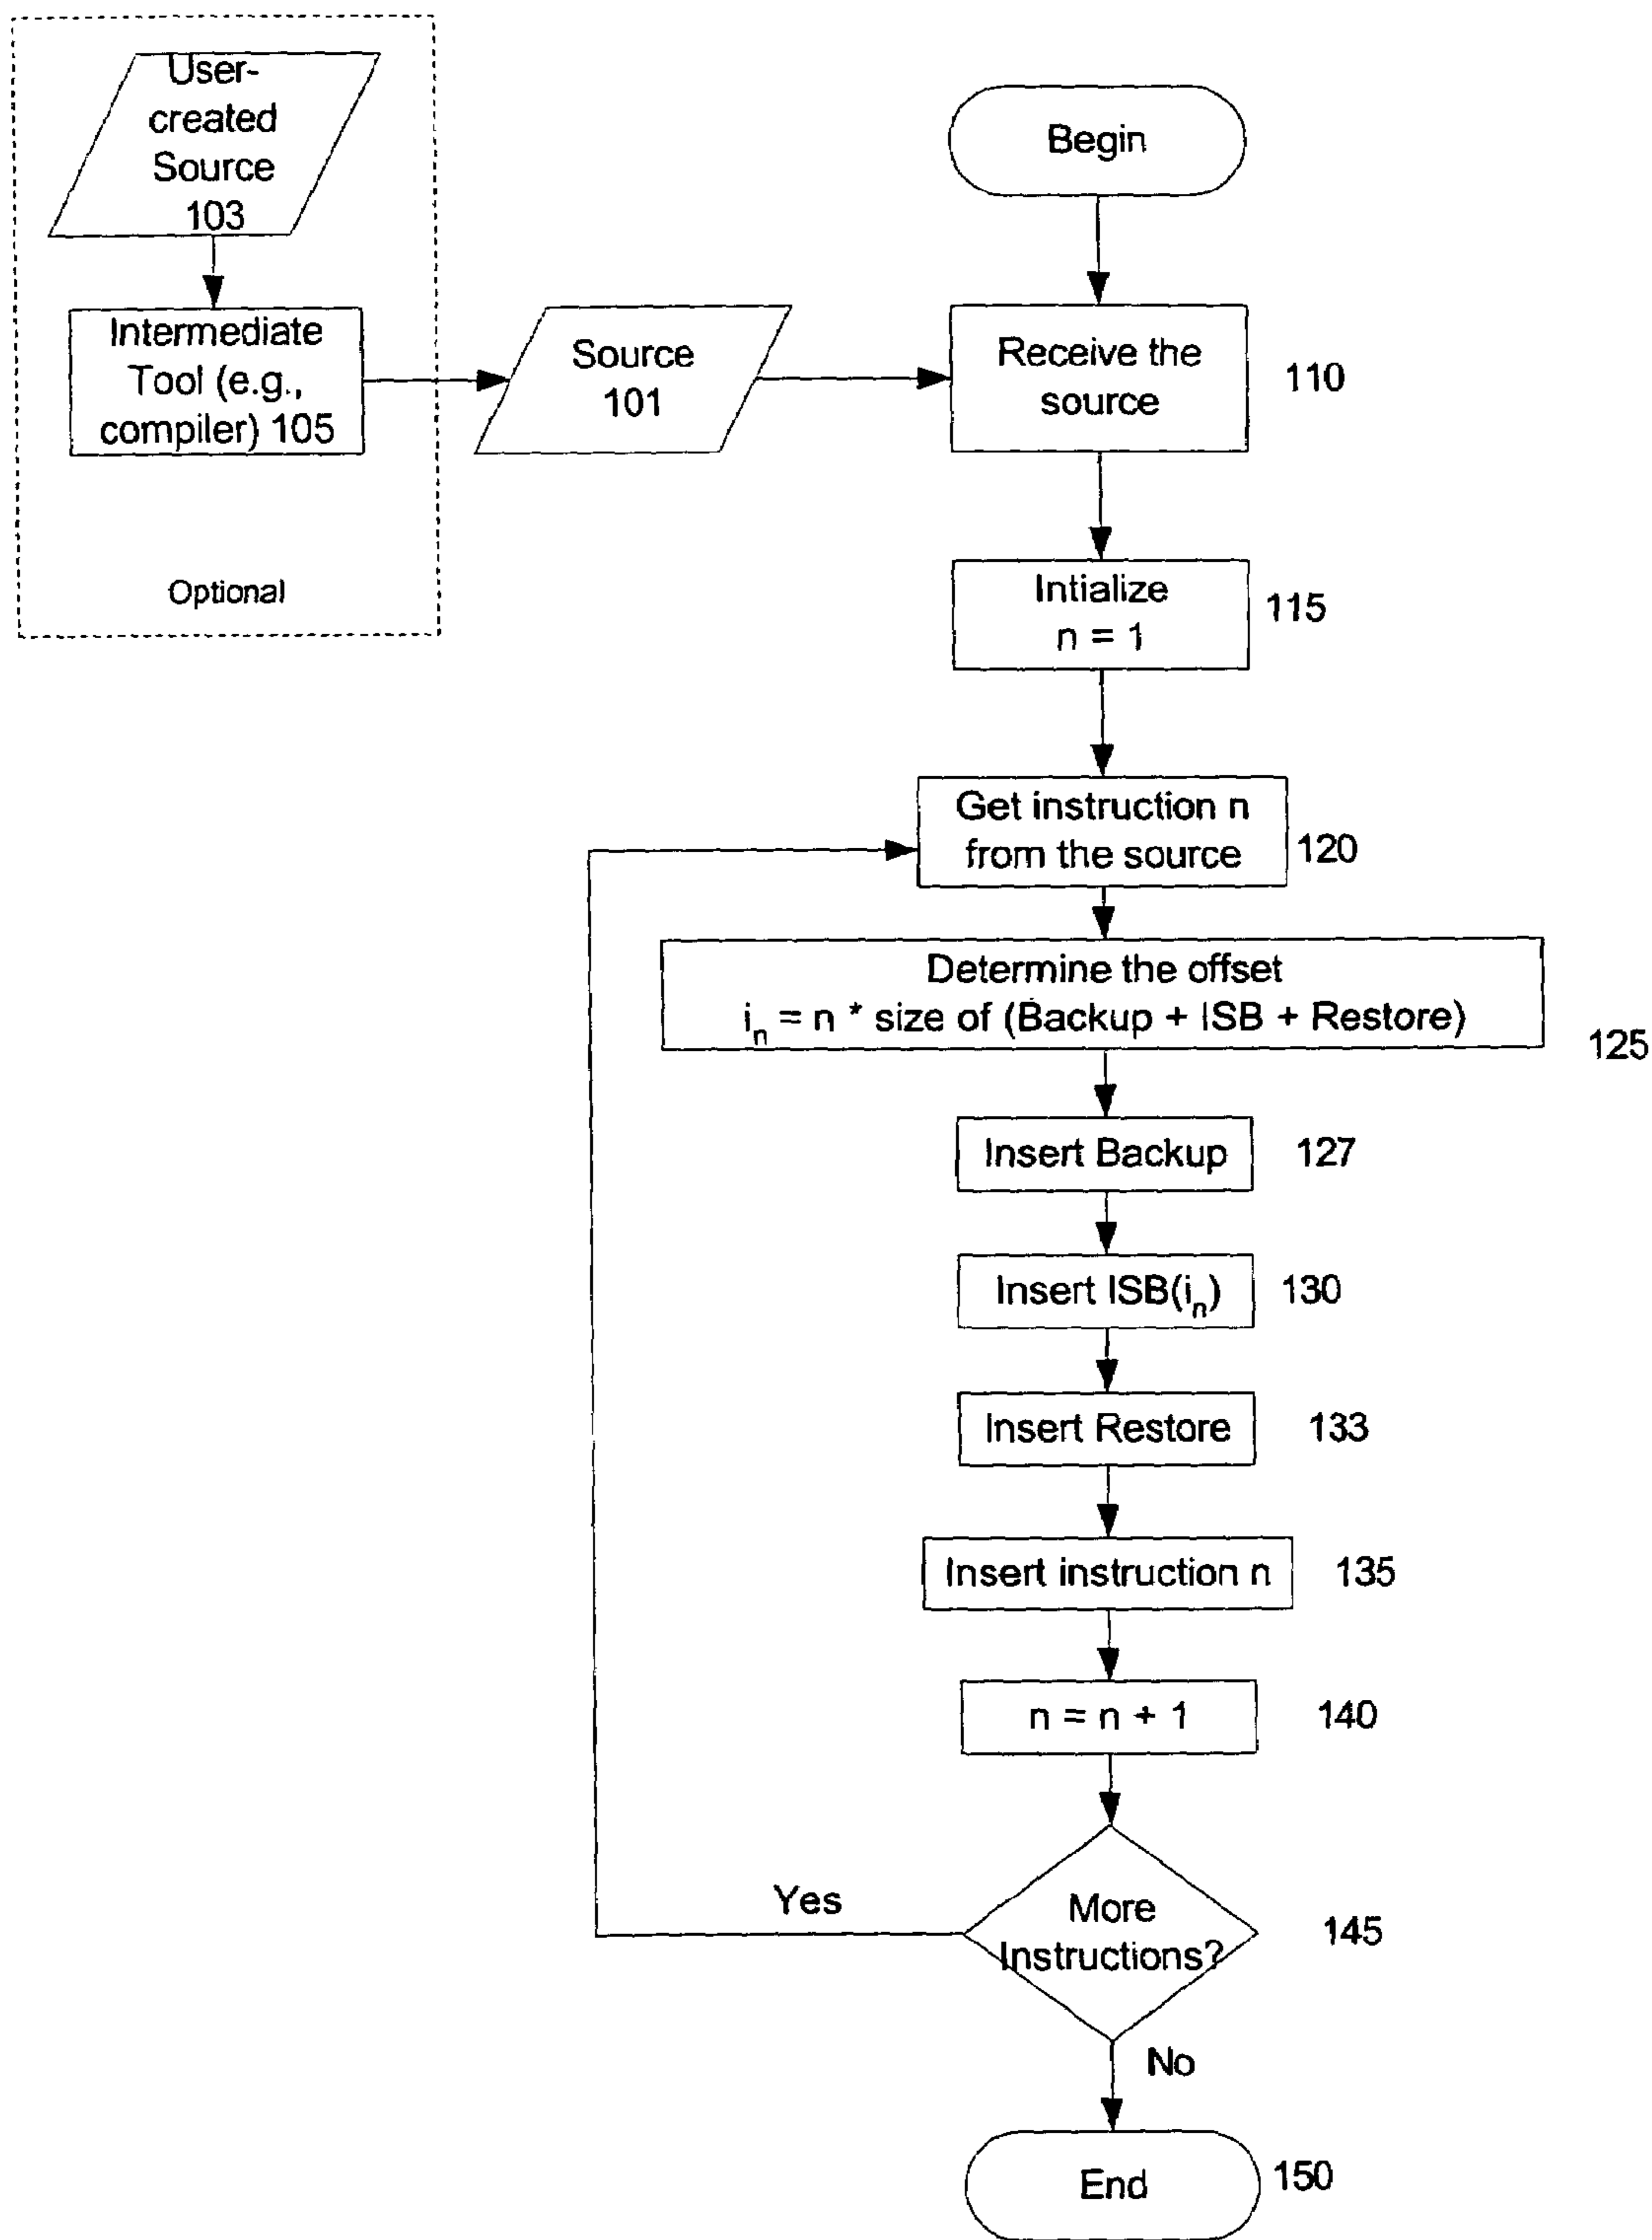 User-
created
Source
103
Intermediate
Tool (e.g.,
compiler) 105
Optional
Source
101
Begin
Receive the
source
110
Intialize
n = 1
115
Get instruction n
from the source
120
Determine the offset
iₙ = n * size of (Backup + ISB + Restore)
125
Insert Backup
127
Insert ISB(iₙ)
130
Insert Restore
133
Insert instruction n
135
n = n + 1
140
More
Instructions?
145
Yes
No
End
150